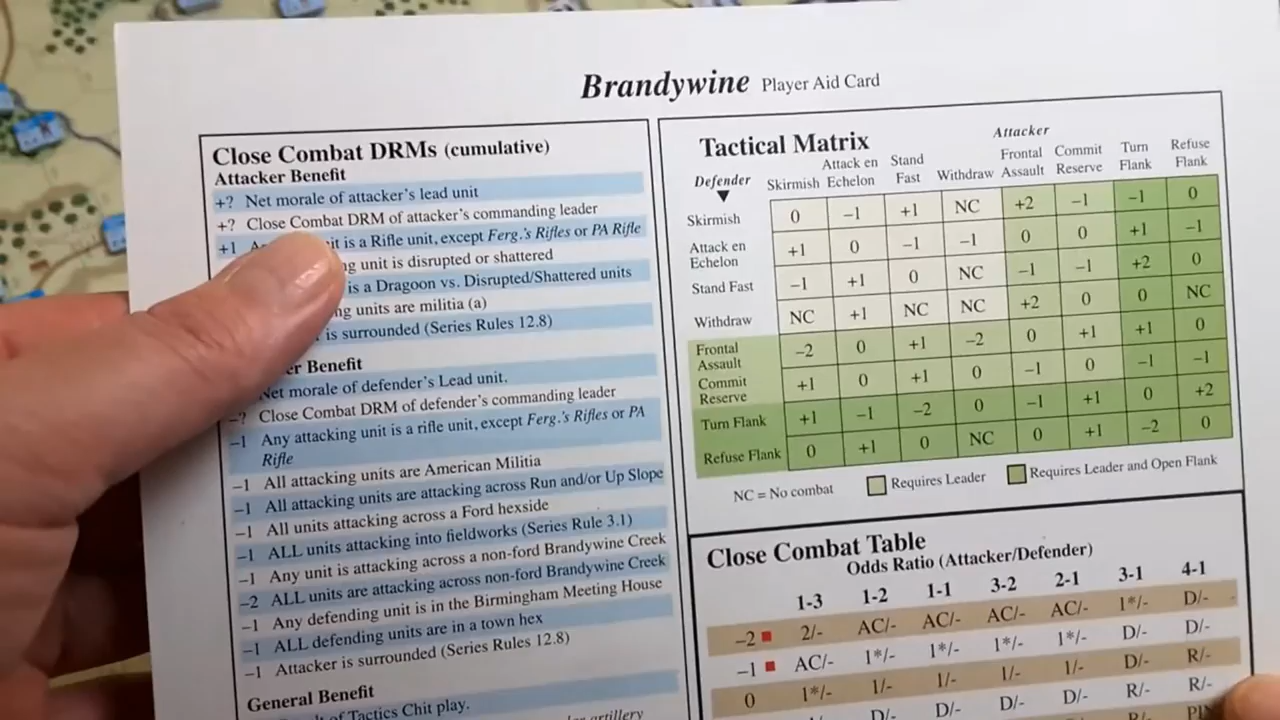 Brandywine Player Aid Card
Close Combat DRMs (cumulative)
Attacker Benefit
+? Net morale of attacker's lead unit
+? Close Combat DRM of attacker's commanding leader
+1 is a Rifle unit, except Ferg.'s Rifles or PA Rifle
unit is disrupted or shattered
is a Dragoon vs. Disrupted/Shattered units
units are militia (a)
is surrounded (Series Rules 12.8)
Benefit
Net morale of defender's Lead unit.
–? Close Combat DRM of defender's commanding leader
–1 Any attacking unit is a rifle unit, except Ferg.'s Rifles or PA
Rifle
–1 All attacking units are American Militia
–1 All attacking units are attacking across Run and/or Up Slope
–1 All units attacking across a Ford hexside
–1 ALL units attacking into fieldworks (Series Rule 3.1)
–1 Any unit is attacking across a non-ford Brandywine Creek
–2 ALL units are attacking across non-ford Brandywine Creek
–1 Any defending unit is in the Birmingham Meeting House
–1 ALL defending units are in a town hex
–1 Attacker is surrounded (Series Rules 12.8)
General Benefit
of Tactics Chit play.
artillery
Tactical Matrix
Attacker
Defender
Skirmish Attack en Echelon Stand Fast Withdraw Frontal Assault Commit Reserve Turn Flank Refuse Flank
Skirmish 0 –1 +1 NC +2 –1 –1 0
Attack en Echelon +1 0 –1 –1 0 0 +1 –1
Stand Fast –1 +1 0 NC –1 –1 +2 0
Withdraw NC +1 NC NC +2 0 0 NC
Frontal Assault –2 0 +1 –2 0 +1 +1 0
Commit Reserve +1 0 +1 0 –1 0 –1 –1
Turn Flank +1 –1 –2 0 –1 +1 0 +2
Refuse Flank 0 +1 0 NC 0 +1 –2 0
NC = No combat Requires Leader Requires Leader and Open Flank
Close Combat Table
Odds Ratio (Attacker/Defender)
1-3 1-2 1-1 3-2 2-1 3-1 4-1
–2 2/- AC/- AC/- AC/- AC/- 1*/- D/-
–1 AC/- 1*/- 1*/- 1*/- 1*/- D/- D/-
0 1*/- 1/- 1/- 1/- 1/- D/- R/-
D/- D/- D/- D/- R/- R/-